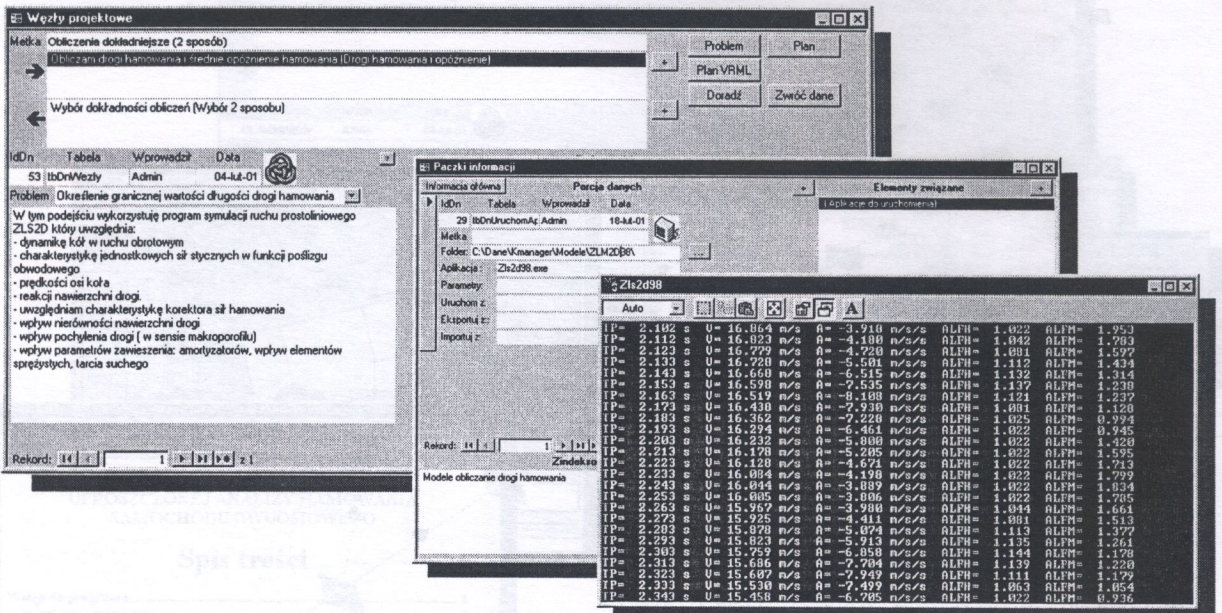 Węzły projektowe
Metka Obliczenie dokładniejsze (2 sposób)
Obliczam drogi hamowania i średnie opóźnienie hamowania (Drogi hamowania i opóźnienie)
Wybór dokładności obliczeń (Wybór 2 sposobu)
Problem Plan
Plan VRML
Doradź Zwróć dane
IdDn Tabela Wprowadził Data
53 tbDnWezly Admin 04-lut-01
Problem Określenie granicznej wartości długości drogi hamowania
W tym podejściu wykorzystuję program symulacji ruchu prostoliniowego
ZLS2D który uwzględnia:
- dynamikę kół w ruchu obrotowym
- charakterystykę jednostkowych sił stycznych w funkcji poślizgu
obwodowego
- prędkości osi koła
- reakcji nawierzchni drogi.
- uwzględniam charakterystykę korektora sił hamowania
- wpływ nierówności nawierzchni drogi
- wpływ pochylenia drogi ( w sensie makroporofilu)
- wpływ parametrów zawieszenia: amortyzatorów, wpływ elementów
sprężystych, tarcia suchego
Rekord: 1 z 1
Paczki informacji
Informacja główna Porcja danych Elementy związane
IdDn Tabela Wprowadził Data
(Aplikacje do uruchomienia)
29 tbDnUruchomAp Admin 18-lut-01
Metka
Folder: C:\Dane\Kmanager\Modele\ZLM2D98\
Aplikacja : Zls2d98.exe
Parametry:
Uruchom z:
Eksportuj z:
Importuj z:
Rekord: 1
Zindekso
Modele obliczanie drogi hamowania
Zls2d98
Auto
TP= 2.102 s V= 16.864 m/s A= -3.910 m/s/s ALFH= 1.022 ALFM= 1.953
TP= 2.112 s V= 16.823 m/s A= -4.180 m/s/s ALFH= 1.042 ALFM= 1.783
TP= 2.123 s V= 16.779 m/s A= -4.720 m/s/s ALFH= 1.081 ALFM= 1.597
TP= 2.133 s V= 16.728 m/s A= -5.501 m/s/s ALFH= 1.112 ALFM= 1.434
TP= 2.143 s V= 16.668 m/s A= -6.515 m/s/s ALFH= 1.132 ALFM= 1.314
TP= 2.153 s V= 16.598 m/s A= -7.535 m/s/s ALFH= 1.137 ALFM= 1.238
TP= 2.163 s V= 16.519 m/s A= -8.108 m/s/s ALFH= 1.121 ALFM= 1.237
TP= 2.173 s V= 16.438 m/s A= -7.930 m/s/s ALFH= 1.081 ALFM= 1.128
TP= 2.183 s V= 16.362 m/s A= -7.220 m/s/s ALFH= 1.025 ALFM= 0.994
TP= 2.193 s V= 16.294 m/s A= -6.461 m/s/s ALFH= 1.022 ALFM= 0.945
TP= 2.203 s V= 16.232 m/s A= -5.800 m/s/s ALFH= 1.022 ALFM= 1.420
TP= 2.213 s V= 16.178 m/s A= -5.205 m/s/s ALFH= 1.022 ALFM= 1.595
TP= 2.223 s V= 16.128 m/s A= -4.671 m/s/s ALFH= 1.022 ALFM= 1.713
TP= 2.233 s V= 16.084 m/s A= -4.198 m/s/s ALFH= 1.022 ALFM= 1.799
TP= 2.243 s V= 16.044 m/s A= -3.889 m/s/s ALFH= 1.022 ALFM= 1.834
TP= 2.253 s V= 16.005 m/s A= -3.806 m/s/s ALFH= 1.022 ALFM= 1.785
TP= 2.263 s V= 15.967 m/s A= -3.980 m/s/s ALFH= 1.044 ALFM= 1.661
TP= 2.273 s V= 15.925 m/s A= -4.411 m/s/s ALFH= 1.081 ALFM= 1.513
TP= 2.283 s V= 15.878 m/s A= -5.074 m/s/s ALFH= 1.113 ALFM= 1.377
TP= 2.293 s V= 15.823 m/s A= -5.913 m/s/s ALFH= 1.135 ALFM= 1.261
TP= 2.303 s V= 15.759 m/s A= -6.858 m/s/s ALFH= 1.144 ALFM= 1.178
TP= 2.313 s V= 15.686 m/s A= -7.704 m/s/s ALFH= 1.139 ALFM= 1.220
TP= 2.323 s V= 15.607 m/s A= -7.949 m/s/s ALFH= 1.111 ALFM= 1.179
TP= 2.333 s V= 15.530 m/s A= -7.499 m/s/s ALFH= 1.063 ALFM= 1.054
TP= 2.343 s V= 15.458 m/s A= -6.705 m/s/s ALFH= 1.022 ALFM= 0.936
Spis treści